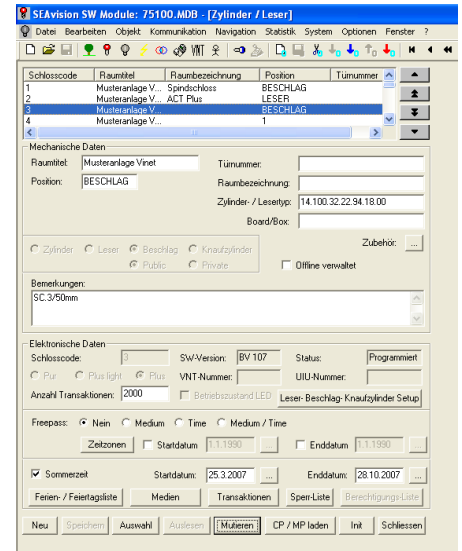 SEAvision SW Module: 75100.MDB - [Zylinder / Leser]
Datei Bearbeiten Objekt Kommunikation Navigation Statistik System Optionen Fenster ?
Schlosscode Raumtitel Raumbezeichnung Position Türnummer
1 Musteranlage V... Spindschloss BESCHLAG
2 Musteranlage V... ACT Plus LESER
3 Musteranlage V... BESCHLAG
4 Musteranlage V... 1
Mechanische Daten
Raumtitel: Musteranlage Vinet Türnummer:
Position: BESCHLAG Raumbezeichnung:
Zylinder- / Lesertyp: 14.100.32.22.94.18.00
Board/Box:
Zubehör: ...
Zylinder Leser Beschlag Knaufzylinder
Public Private Offline verwaltet
Bemerkungen:
SC.3/50mm
Elektronische Daten
Schlosscode: 3 SW-Version: BV 107 Status: Programmiert
Pur Plus light Plus VNT-Nummer: UIU-Nummer:
Anzahl Transaktionen: 2000 Betriebszustand LED Leser- Beschlag- Knaufzylinder Setup
Freepass: Nein Medium Time Medium / Time
Zeitzonen Startdatum 1.1.1990 ... Enddatum 1.1.1990 ...
Sommerzeit Startdatum: 25.3.2007 ... Enddatum: 28.10.2007 ...
Ferien- / Feiertagsliste Medien Transaktionen Sperr-Liste Berechtigungs-Liste
Neu Speichern Auswahl Auslesen Mutieren CP / MP laden Init Schliessen